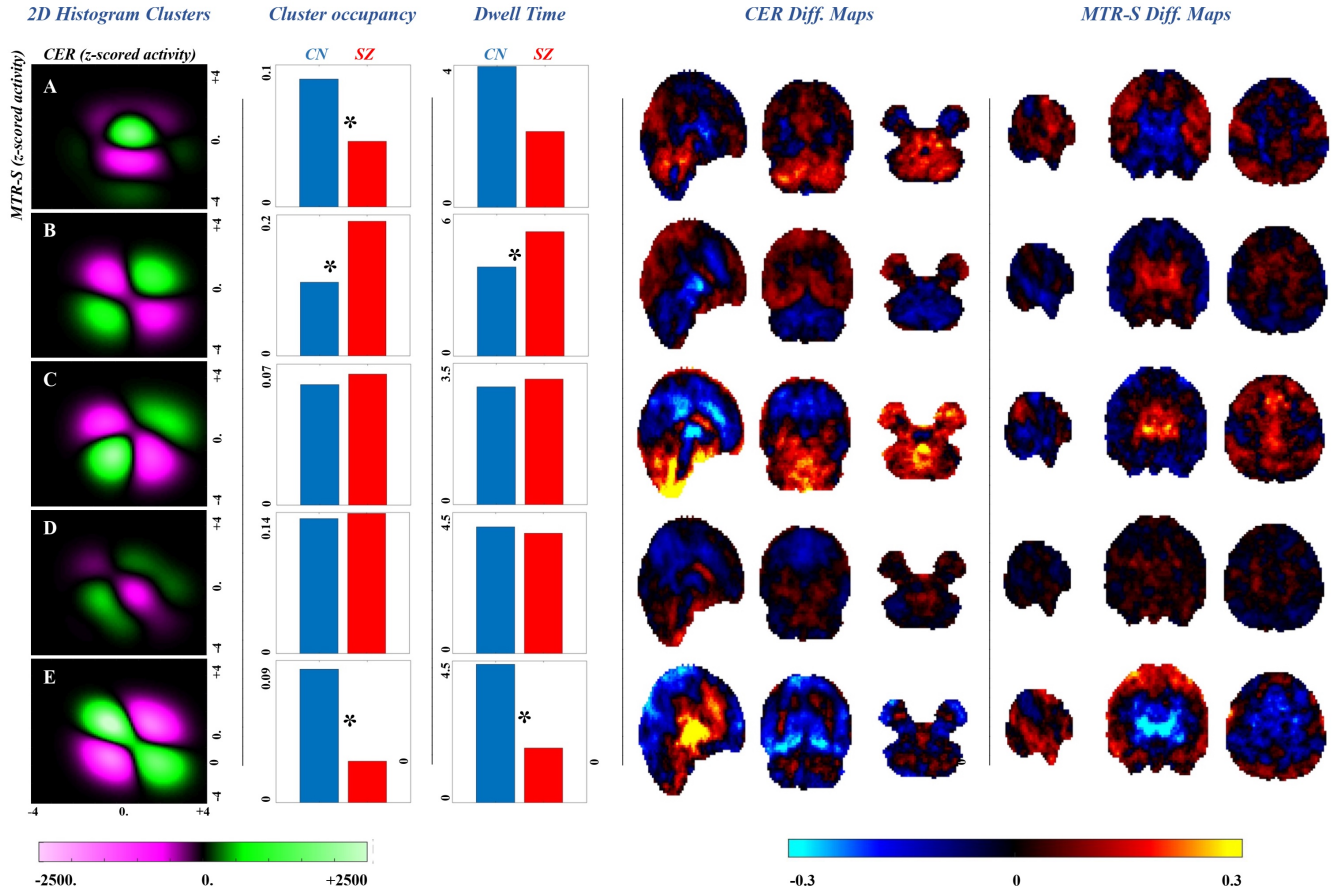 2D Histogram Clusters Cluster occupancy Dwell Time CER Diff. Maps MTR-S Diff. Maps
CER (z-scored activity) CN SZ CN SZ
MTR-S (z-scored activity)
A +4 0. -4 0.1 0 * 4 0
B +4 0. -4 0.2 0 * 6 0 *
C +4 0. -4 0.07 0 3.5 0
D +4 0. -4 0.14 0 4.5 0
E +4 0. 0 -4 0.09 0 * 0 4.5 0 * 0 0
-4 0. +4
-2500. 0. +2500 -0.3 0 0.3